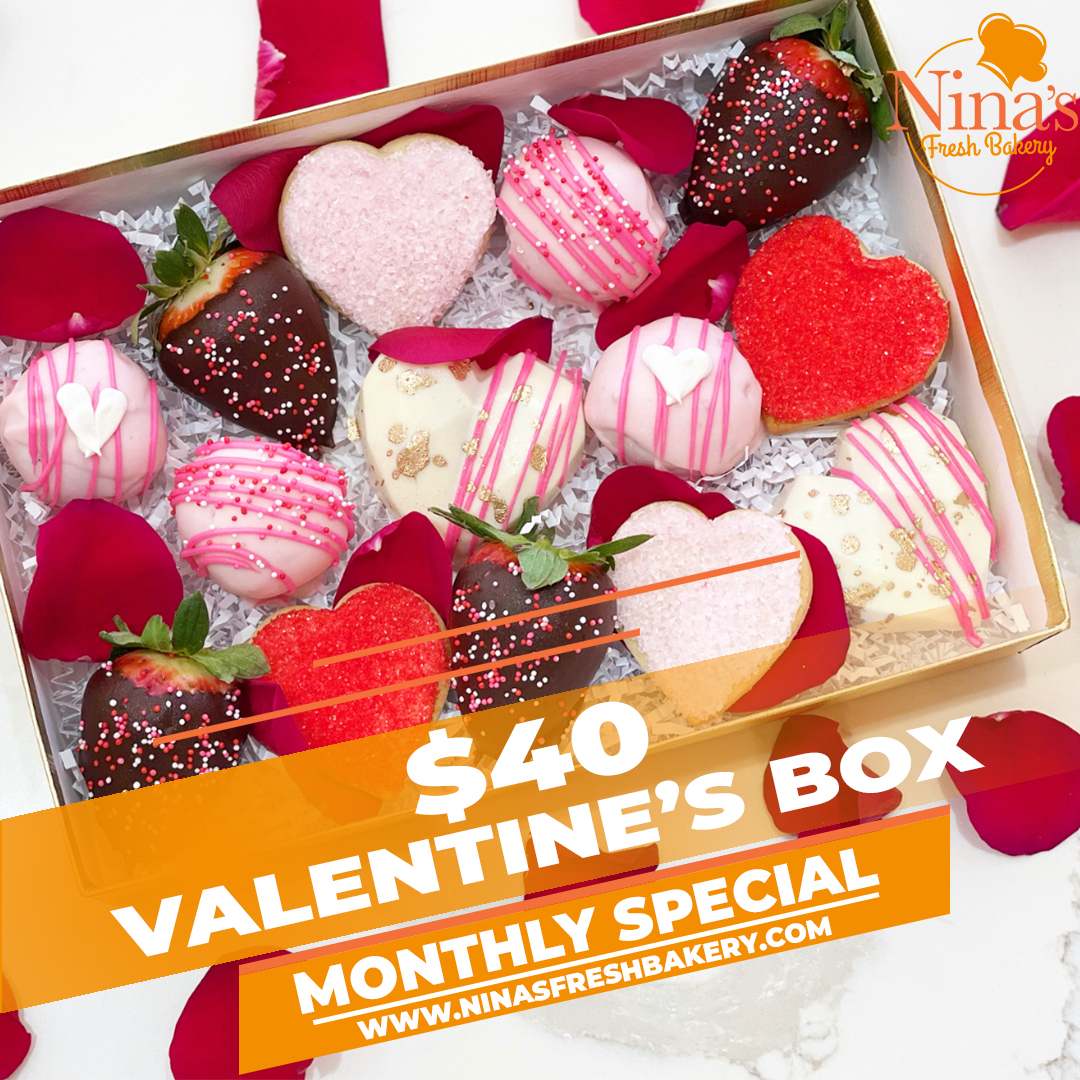 Nina's
Fresh Bakery
$40
VALENTINE'S BOX
MONTHLY SPECIAL
WWW.NINASFRESHBAKERY.COM